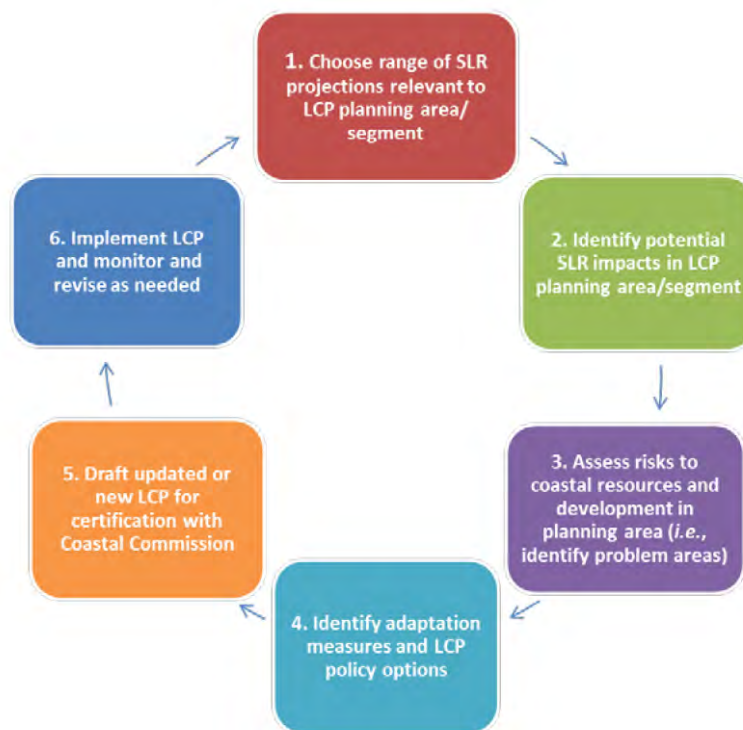 1. Choose range of SLR
projections relevant to
LCP planning area/
segment
2. Identify potential
SLR impacts in LCP
planning area/segment
3. Assess risks to
coastal resources and
development in
planning area (i.e.,
identify problem areas)
4. Identify adaptation
measures and LCP
policy options
5. Draft updated or
new LCP for
certification with
Coastal Commission
6. Implement LCP
and monitor and
revise as needed